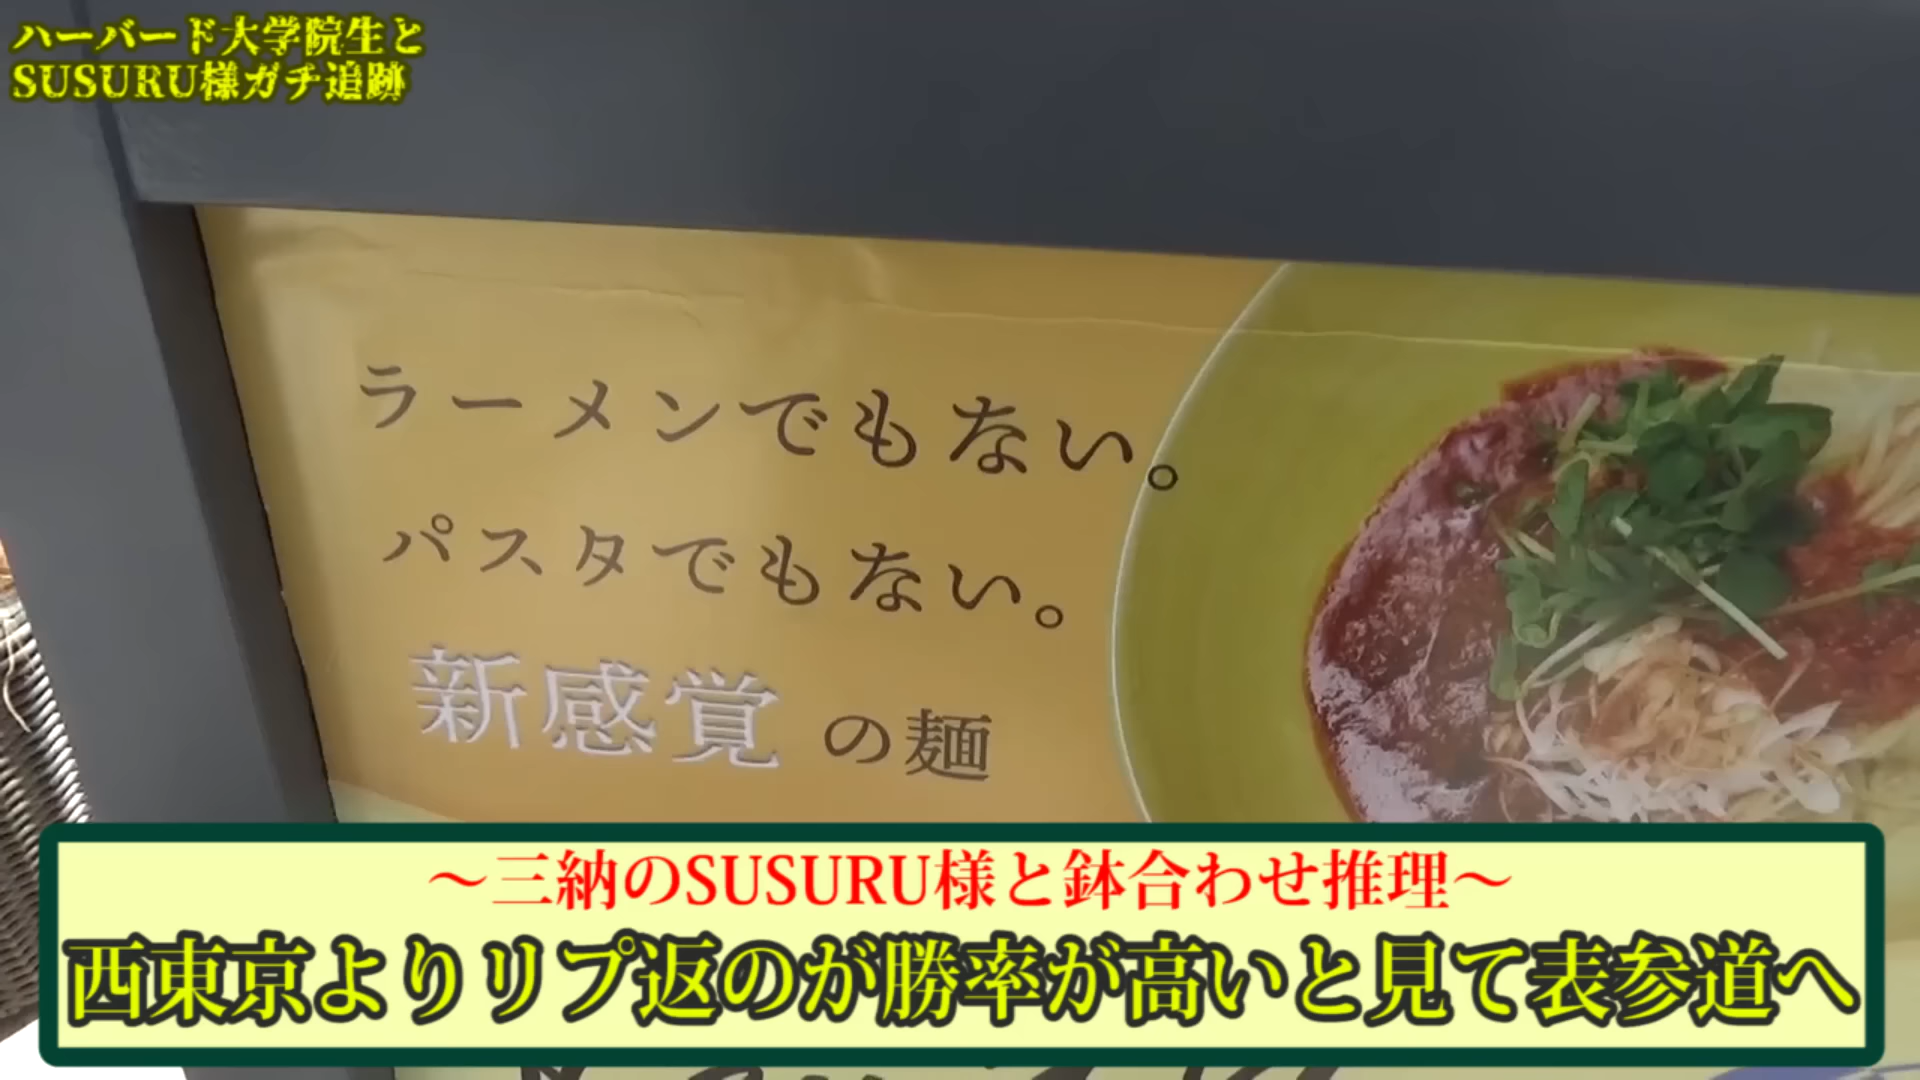 ハーバード大学院生と
SUSURU様ガチ追跡
ラーメンでもない。
パスタでもない。
新感覚の麺
～三納のSUSURU様と鉢合わせ推理～
西東京よりリプ返のが勝率が高いと見て表参道へ